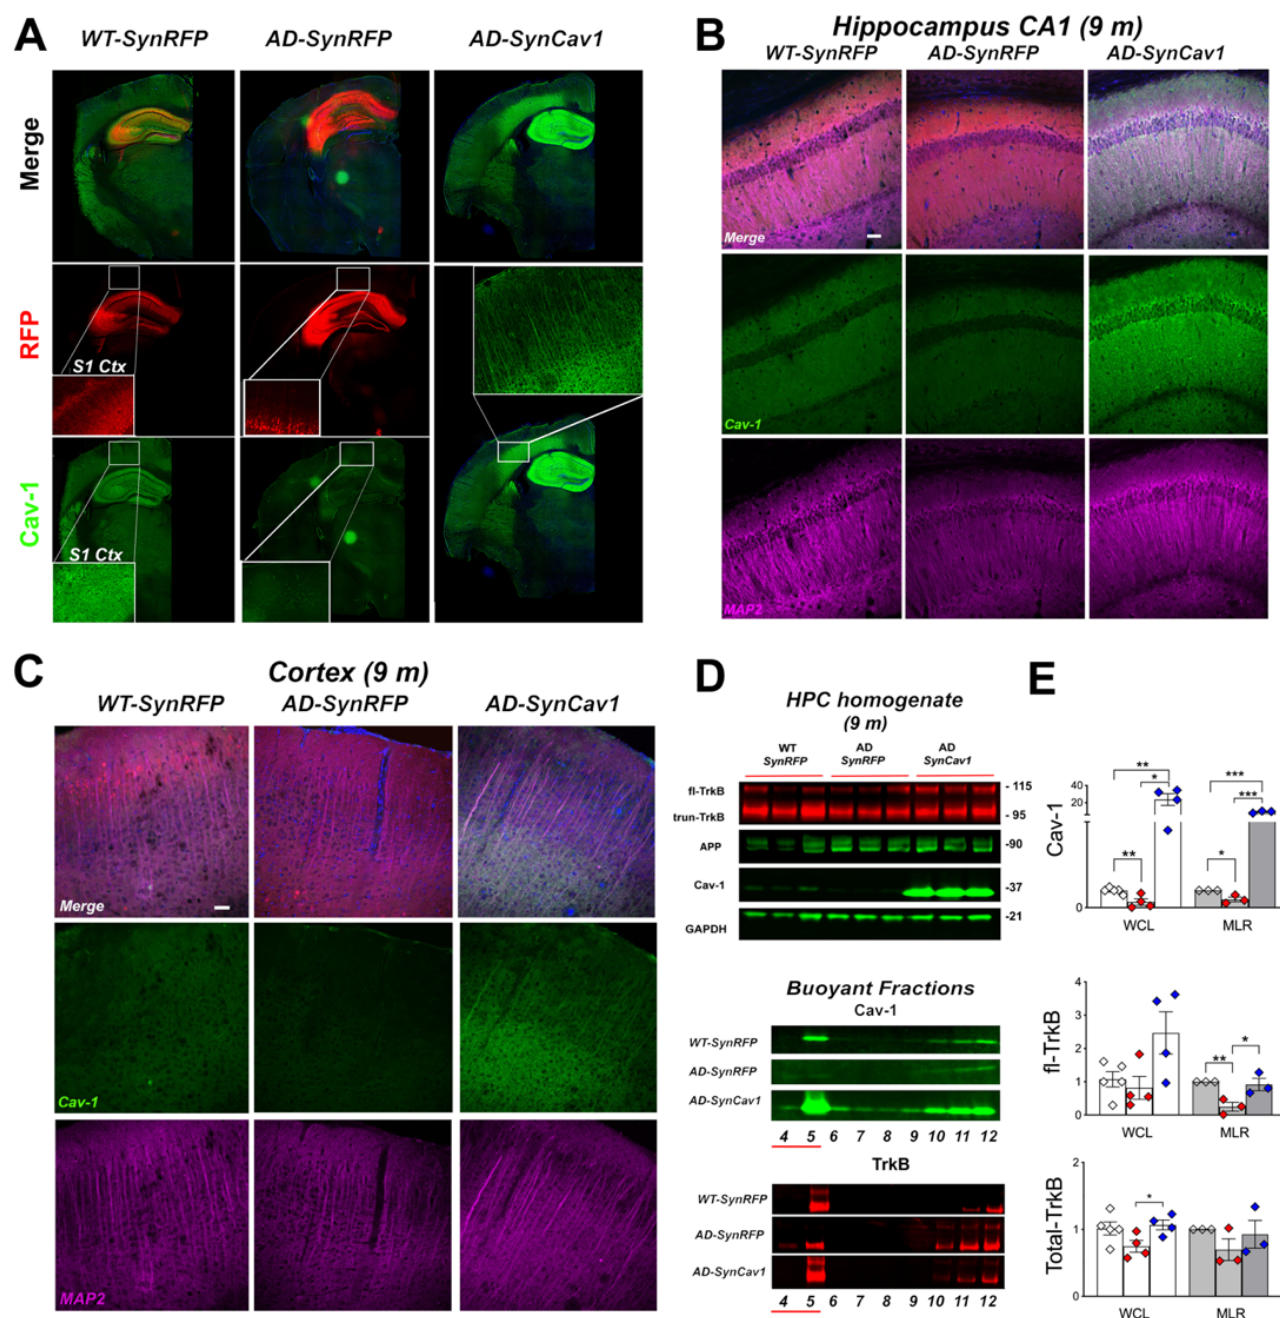 A
WT-SynRFP
AD-SynRFP
AD-SynCav1
Merge
RFP
Cav-1
S1 Ctx
S1 Ctx
B
Hippocampus CA1 (9 m)
WT-SynRFP
AD-SynRFP
AD-SynCav1
Merge
Cav-1
MAP2
C
Cortex (9 m)
WT-SynRFP
AD-SynRFP
AD-SynCav1
Merge
Cav-1
MAP2
D
HPC homogenate
(9 m)
WT
SynRFP
AD
SynRFP
AD
SynCav1
fl-TrkB
- 115
trun-TrkB
- 95
APP
-90
Cav-1
-37
-21
GAPDH
Buoyant Fractions
Cav-1
WT-SynRFP
AD-SynRFP
AD-SynCav1
4 5 6 7 8 9 10 11 12
TrkB
WT-SynRFP
AD-SynRFP
AD-SynCav1
4 5 6 7 8 9 10 11 12
E
Cav-1
40
20
0
**
*
**
***
***
*
WCL MLR
fl-TrkB
4
3
2
1
0
**
*
WCL MLR
Total-TrkB
2
1
0
*
WCL MLR